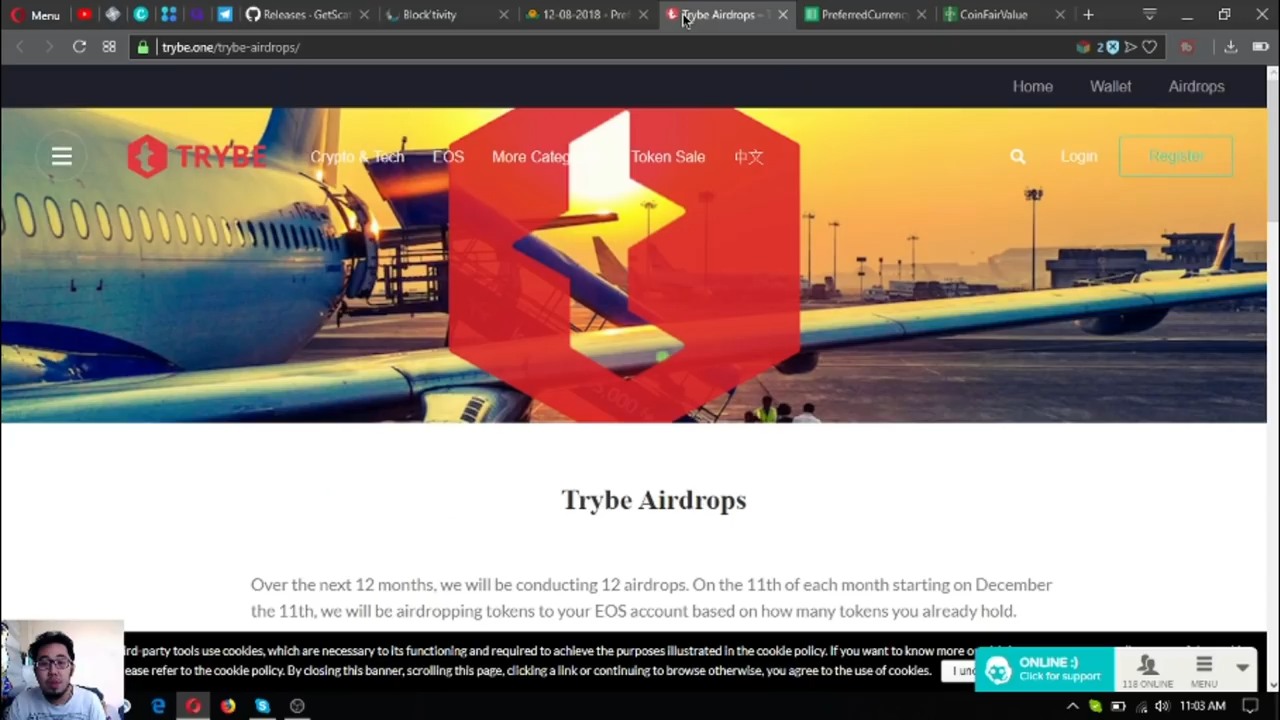 Menu
Releases - GetSca
Block'tivity
12-08-2018 - Pref
Trybe Airdrops – T
PreferredCurrency
CoinFairValue
trybe.one/trybe-airdrops/
2
Home
Wallet
Airdrops
TRYBE
Crypto & Tech
EOS
More Categ
Token Sale
中文
Login
Register
Trybe Airdrops
Over the next 12 months, we will be conducting 12 airdrops. On the 11th of each month starting on December
the 11th, we will be airdropping tokens to your EOS account based on how many tokens you already hold.
ird-party tools use cookies, which are necessary to its functioning and required to achieve the purposes illustrated in the cookie policy. If you want to know more o
ease refer to the cookie policy. By closing this banner, scrolling this page, clicking a link or continuing to browse otherwise, you agree to the use of cookies.
I und
ONLINE :)
Click for support
118 ONLINE
MENU
11:03 AM